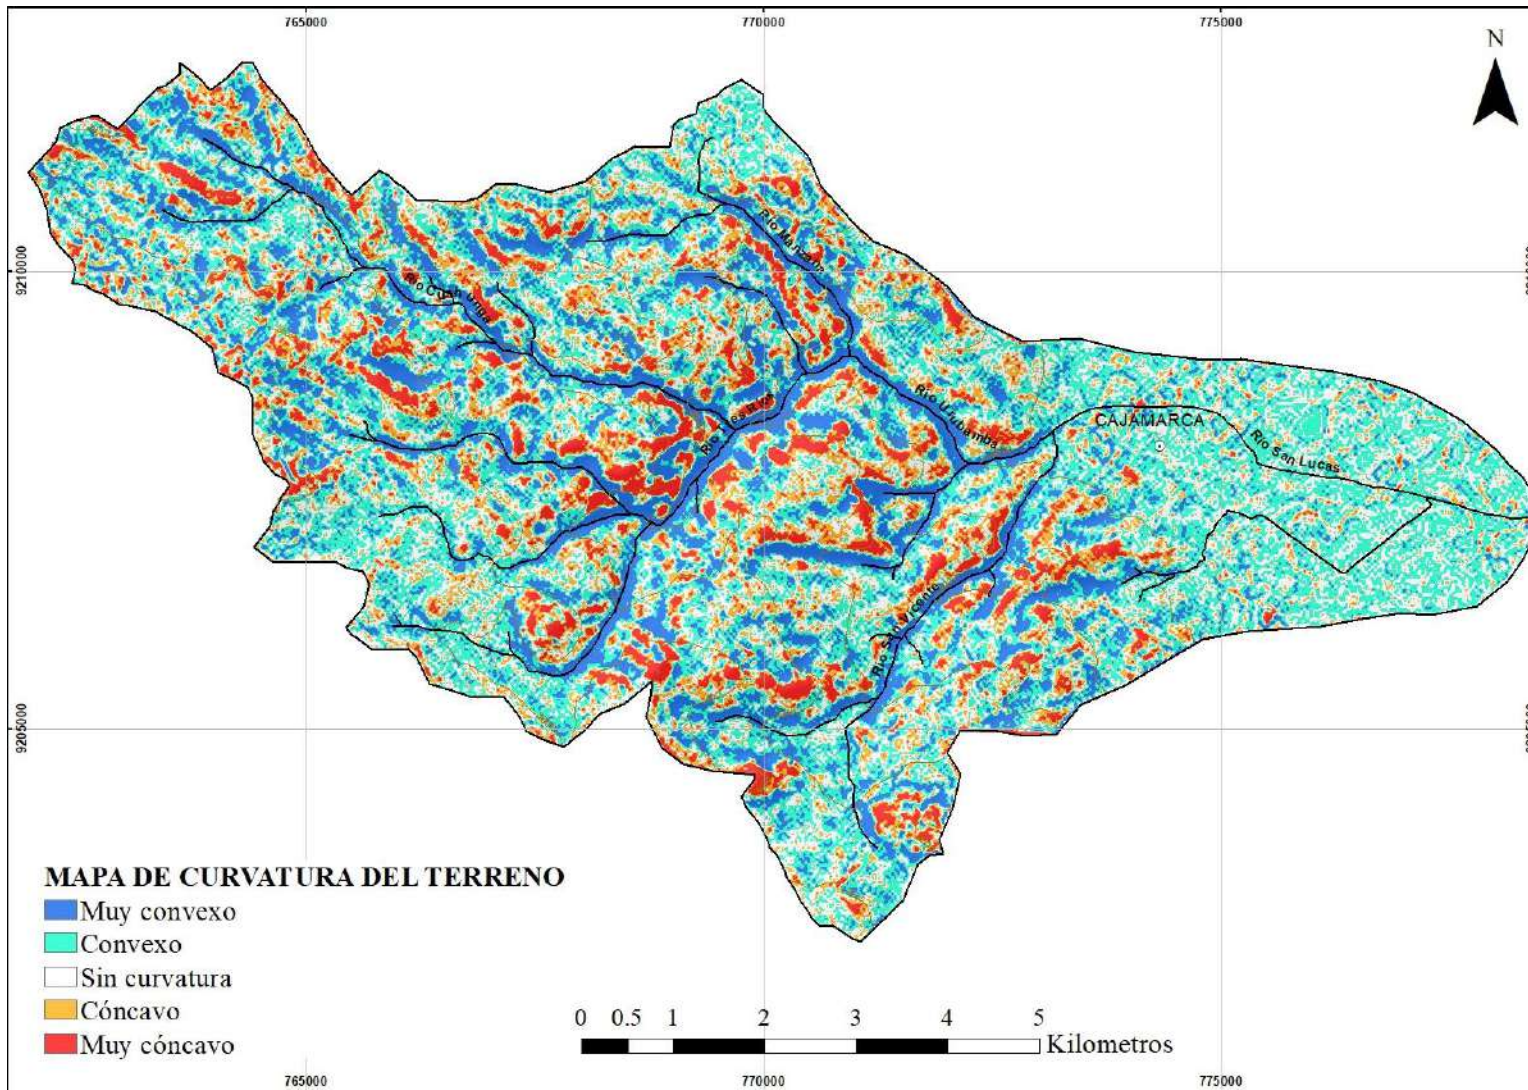 765000
770000
775000
N
9210000
Río Manzana
Río Urubamba
CAJAMARCA
Río San Lucas
Río San Vicente
9205000
MAPA DE CURVATURA DEL TERRENO
Muy convexo
Convexo
Sin curvatura
Cóncavo
Muy cóncavo
0 0.5 1 2 3 4 5
Kilometros
765000
770000
775000